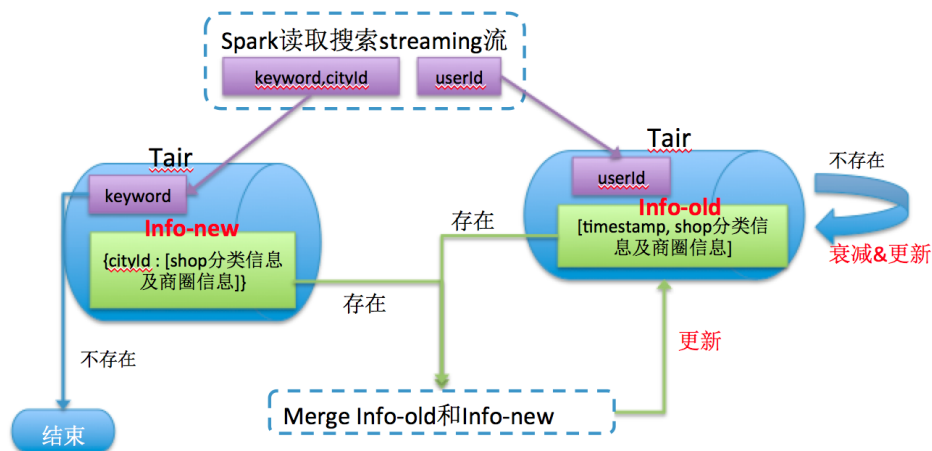 Spark读取搜索streaming流
keyword,cityId
userId
Tair
keyword
Info-new
{cityId : [shop分类信息
及商圈信息]}
Tair
userId
Info-old
[timestamp, shop分类信
息及商圈信息]
不存在
衰减&更新
存在
存在
不存在
更新
Merge Info-old和Info-new
结束